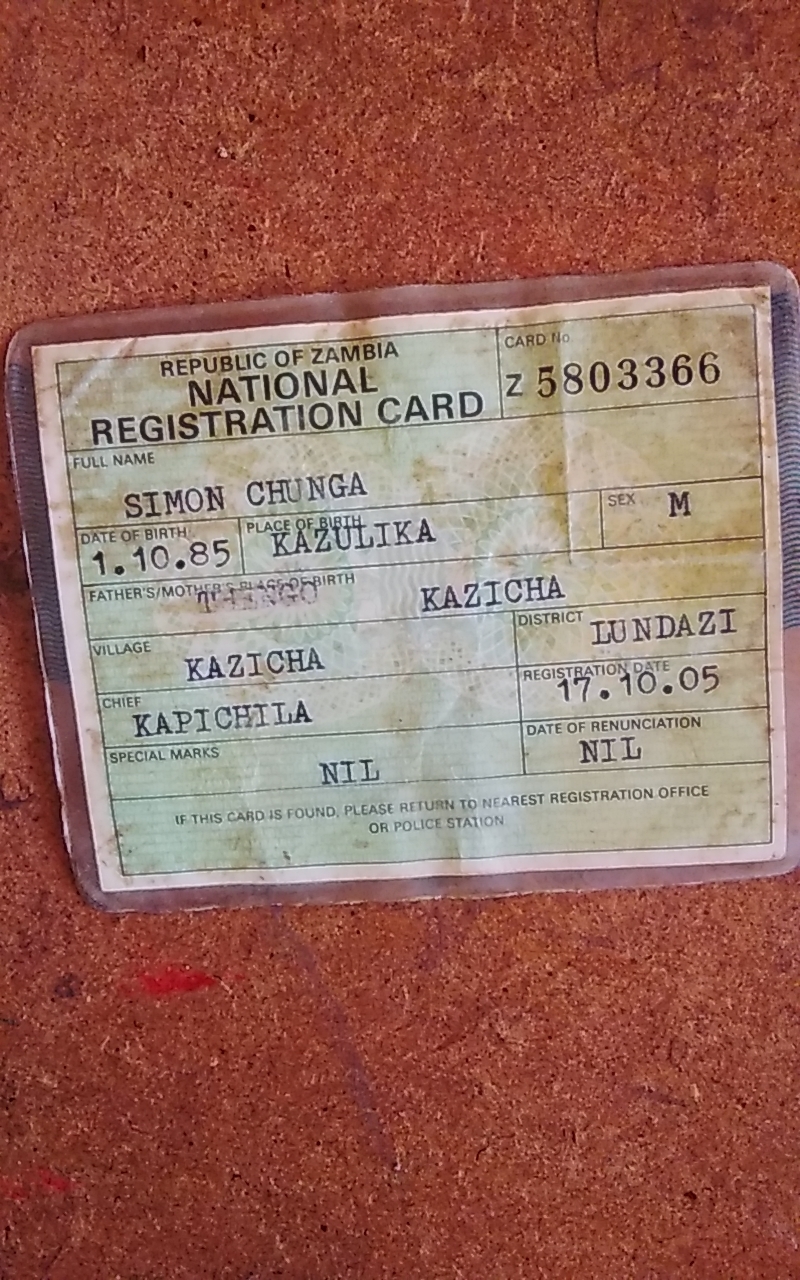 REPUBLIC OF ZAMBIA
NATIONAL
REGISTRATION CARD
CARD No
Z 5803366
FULL NAME
SIMON CHUNGA
DATE OF BIRTH
1.10.85
PLACE OF BIRTH
KAZULIKA
SEX
M
FATHER'S/MOTHER'S PLACE OF BIRTH
KAZICHA
VILLAGE
KAZICHA
DISTRICT
LUNDAZI
CHIEF
KAPICHILA
REGISTRATION DATE
17.10.05
SPECIAL MARKS
NIL
DATE OF RENUNCIATION
NIL
IF THIS CARD IS FOUND, PLEASE RETURN TO NEAREST REGISTRATION OFFICE
OR POLICE STATION